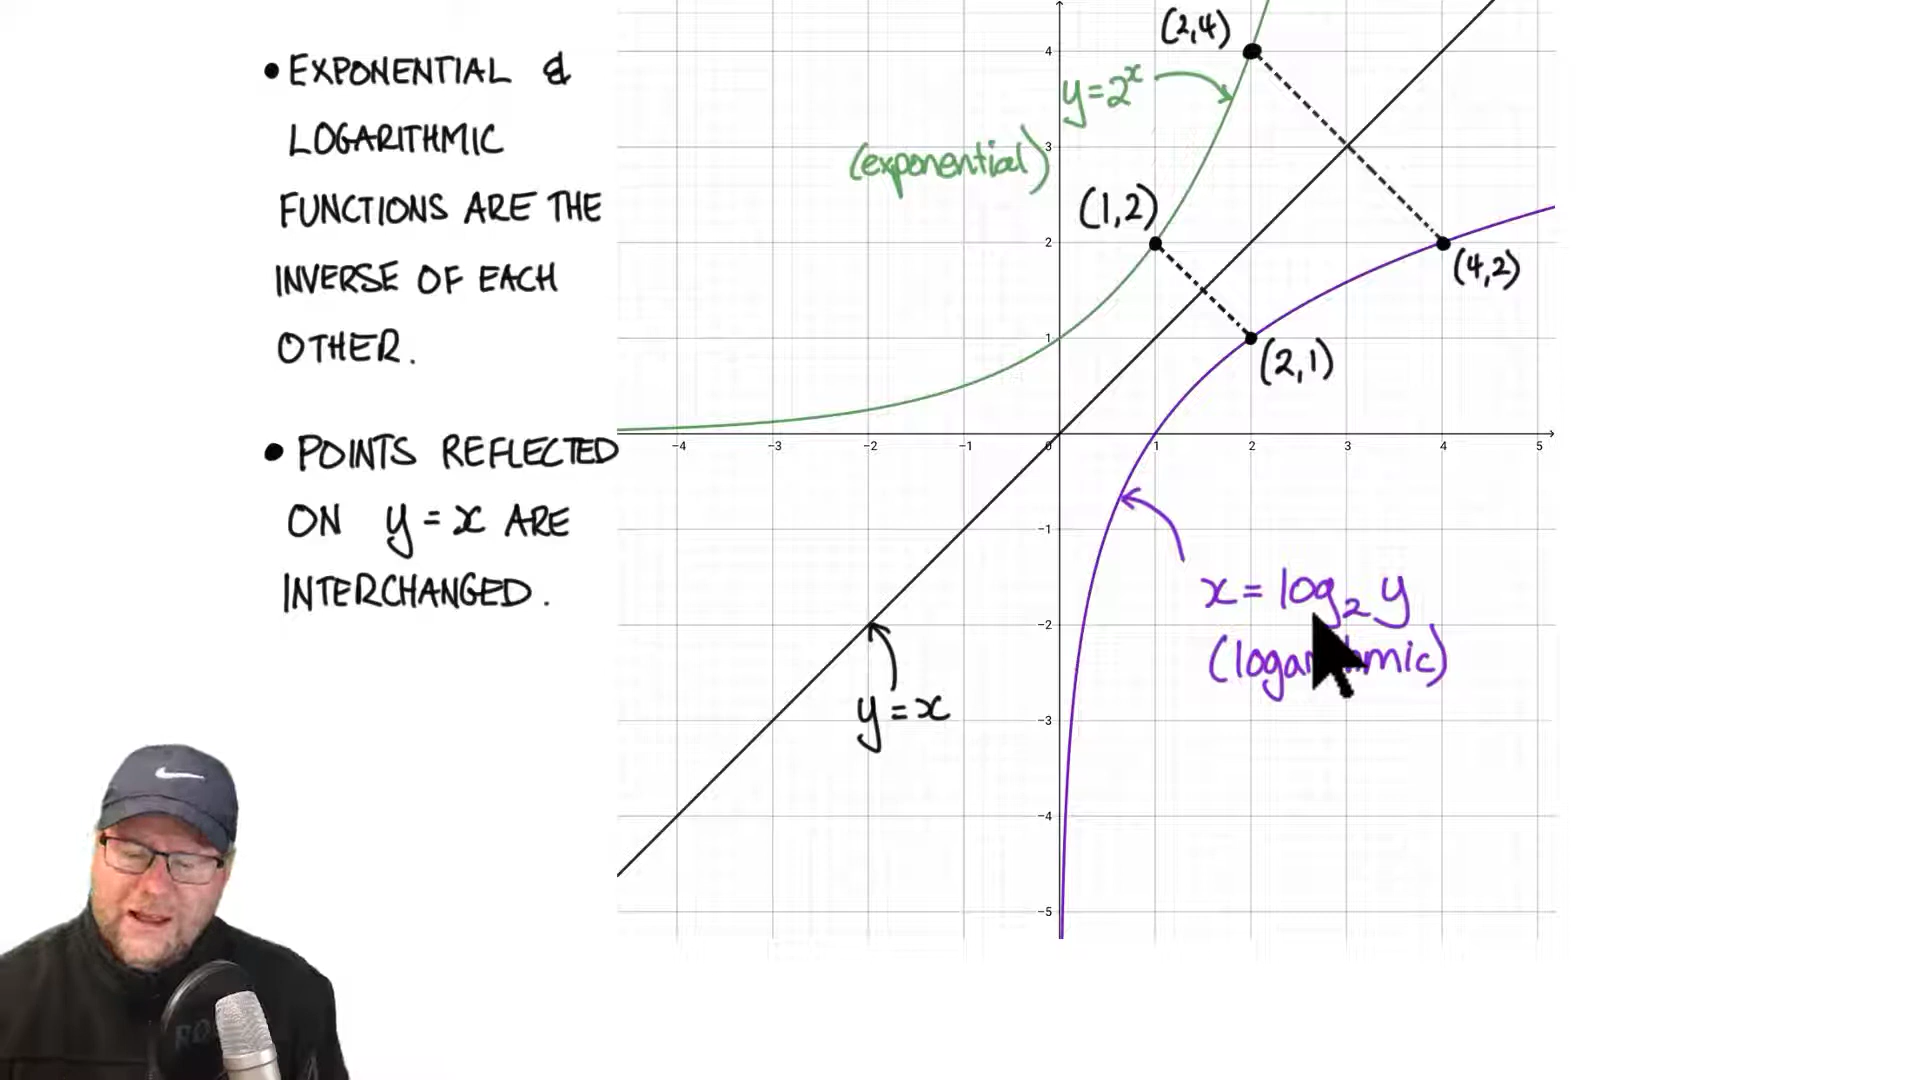 • EXPONENTIAL &
LOGARITHMIC
FUNCTIONS ARE THE
INVERSE OF EACH
OTHER.
• POINTS REFLECTED
ON y = x ARE
INTERCHANGED.
(2,4)
y=2ˣ
(exponential)
(1,2)
(4,2)
(2,1)
x = log₂ y
(logarithmic)
y = x
4
3
2
1
-4 -3 -2 -1 0 1 2 3 4 5
-1
-2
-3
-4
-5